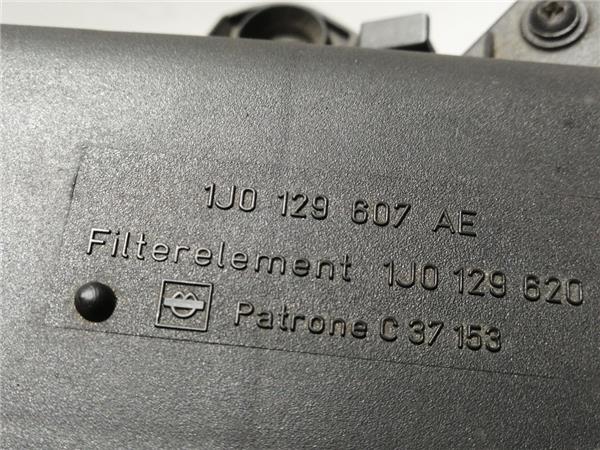 1J0 129 607 AE
Filterelement 1J0 129 620
Patrone C 37 153